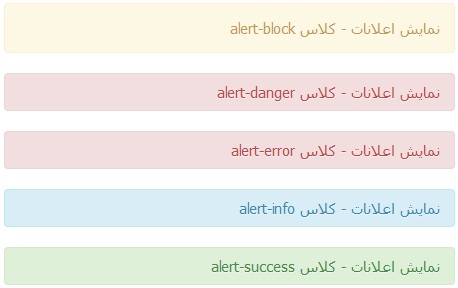 نمایش اعلانات - کلاس alert-block
نمایش اعلانات - کلاس alert-danger
نمایش اعلانات - کلاس alert-error
نمایش اعلانات - کلاس alert-info
نمایش اعلانات - کلاس alert-success